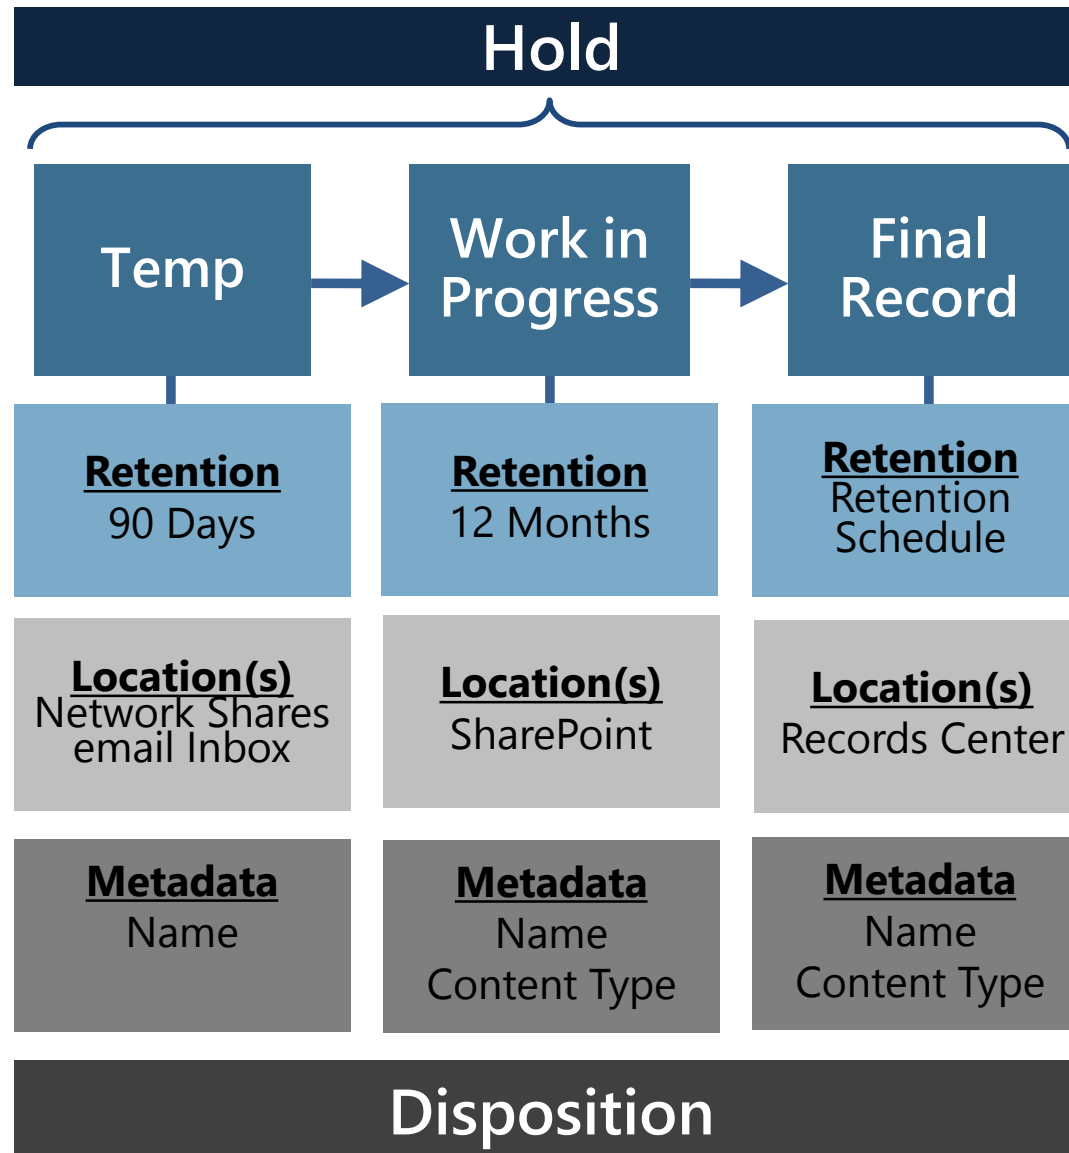 Hold
Temp
Work in
Progress
Final
Record
Retention
90 Days
Retention
12 Months
Retention
Retention
Schedule
Location(s)
Network Shares
email Inbox
Location(s)
SharePoint
Location(s)
Records Center
Metadata
Name
Metadata
Name
Content Type
Metadata
Name
Content Type
Disposition